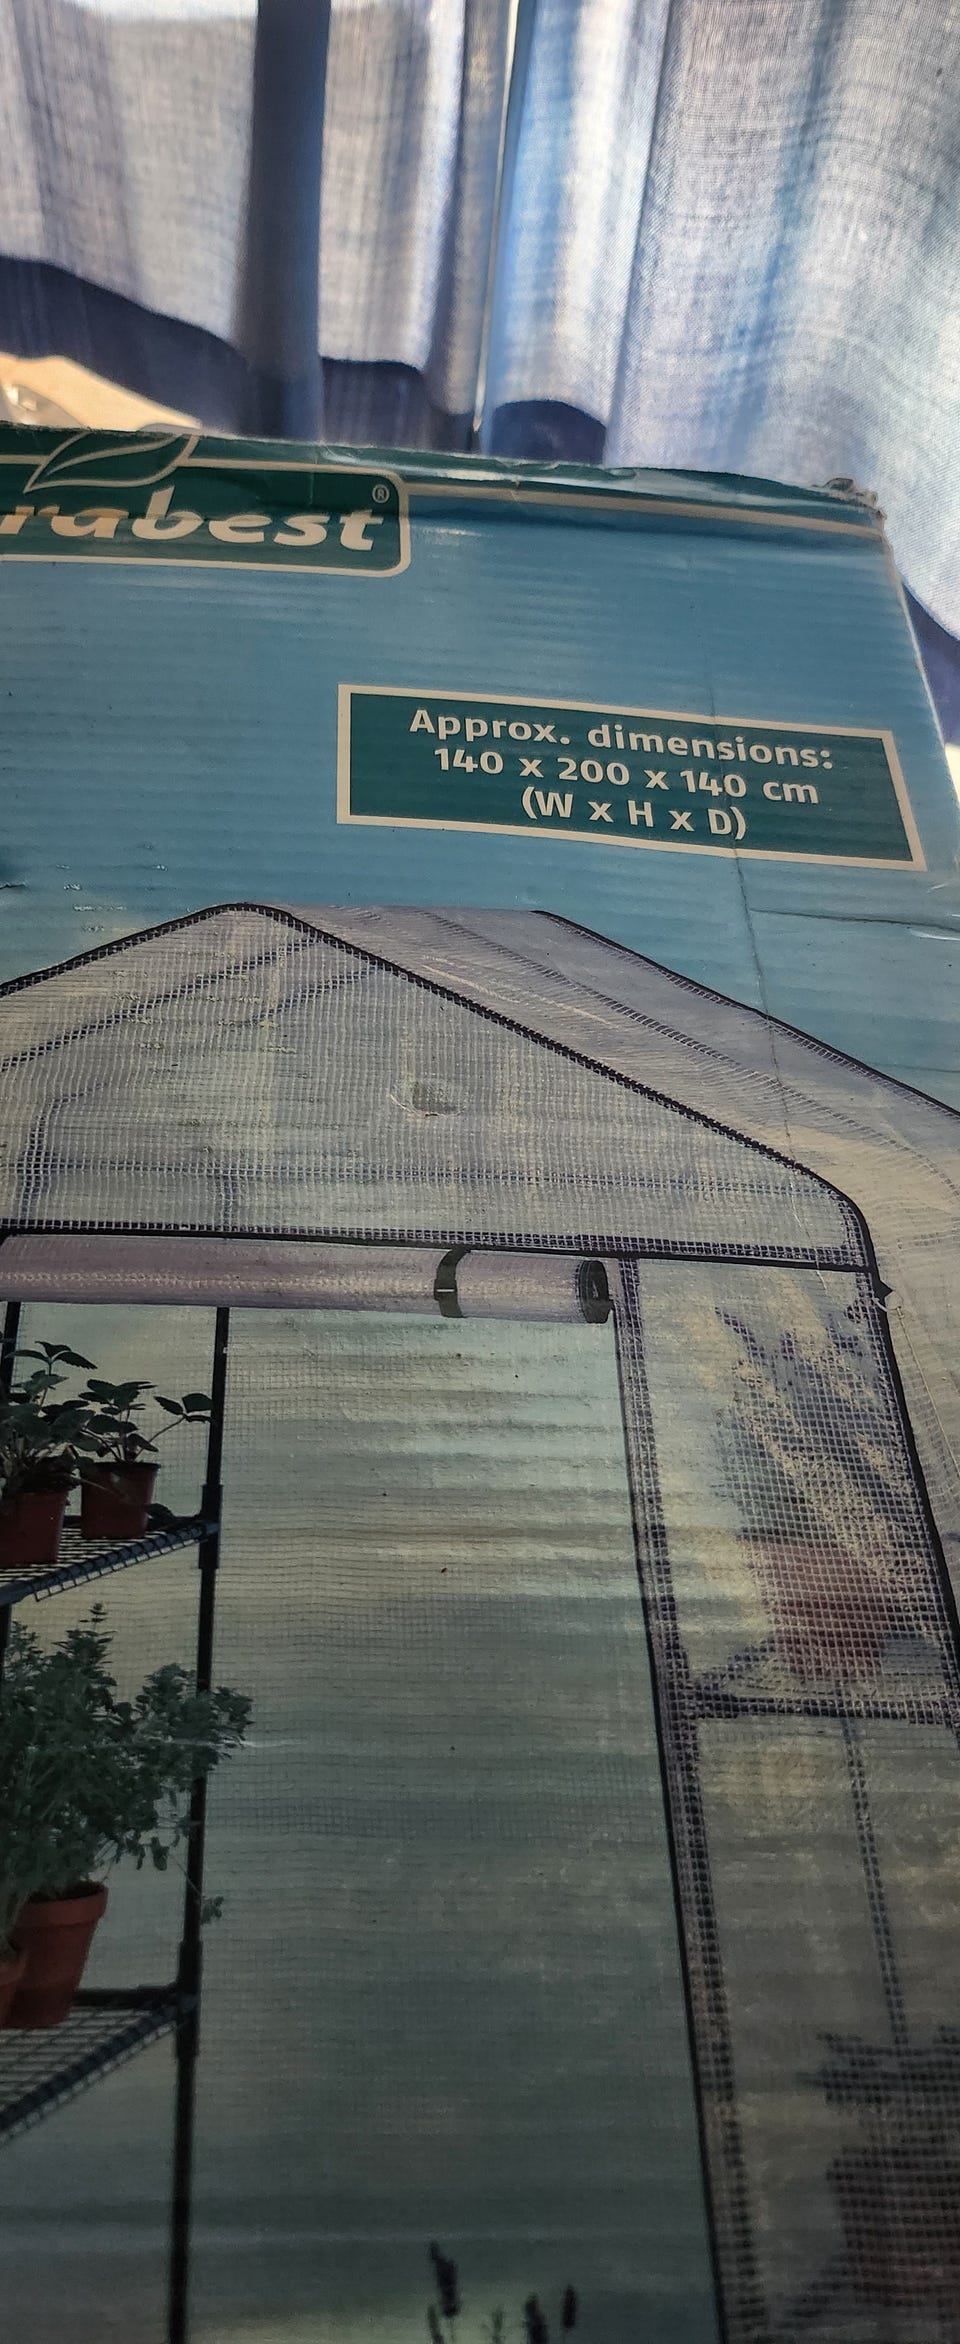 rabest®
Approx. dimensions:
140 x 200 x 140 cm
(W x H x D)